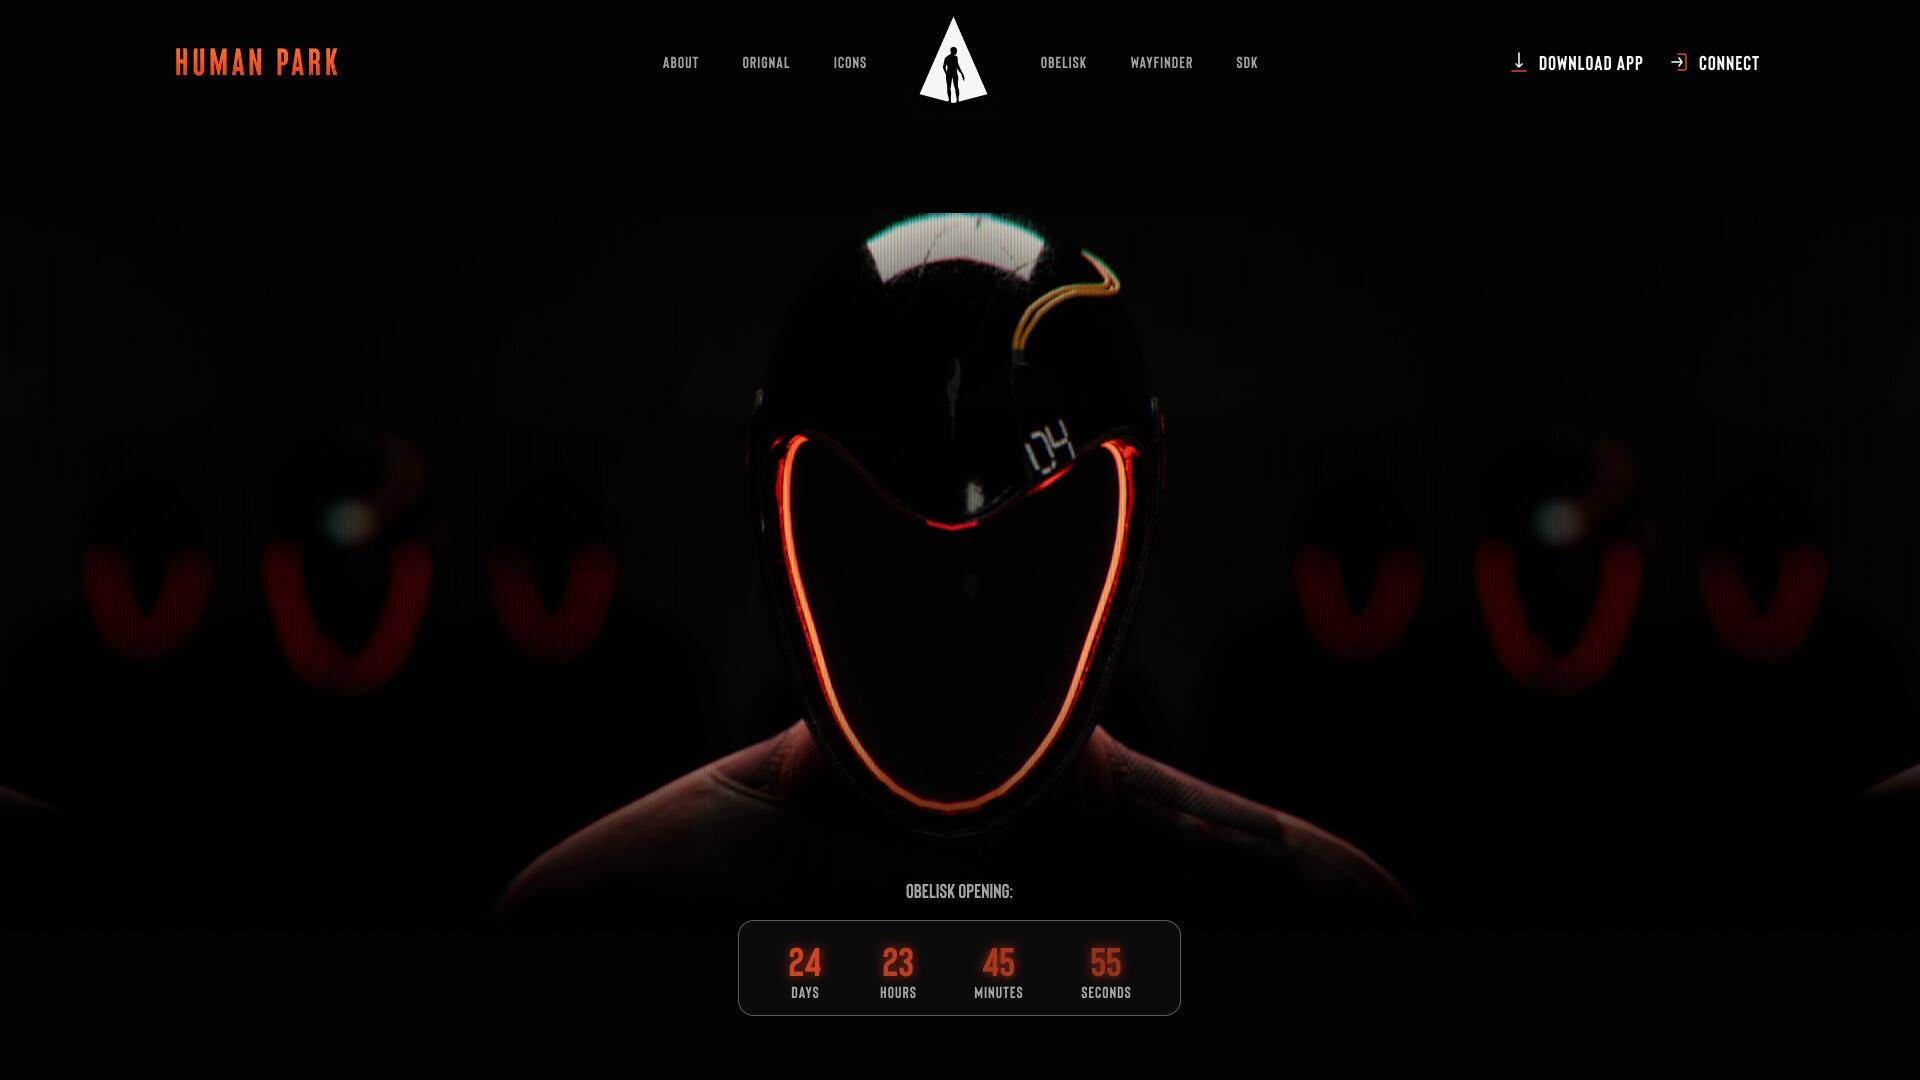 HUMAN PARK
ABOUT
ORIGNAL
ICONS
OBELISK
WAYFINDER
SDK
DOWNLOAD APP
CONNECT
04
OBELISK OPENING:
24 23 45 55
DAYS HOURS MINUTES SECONDS